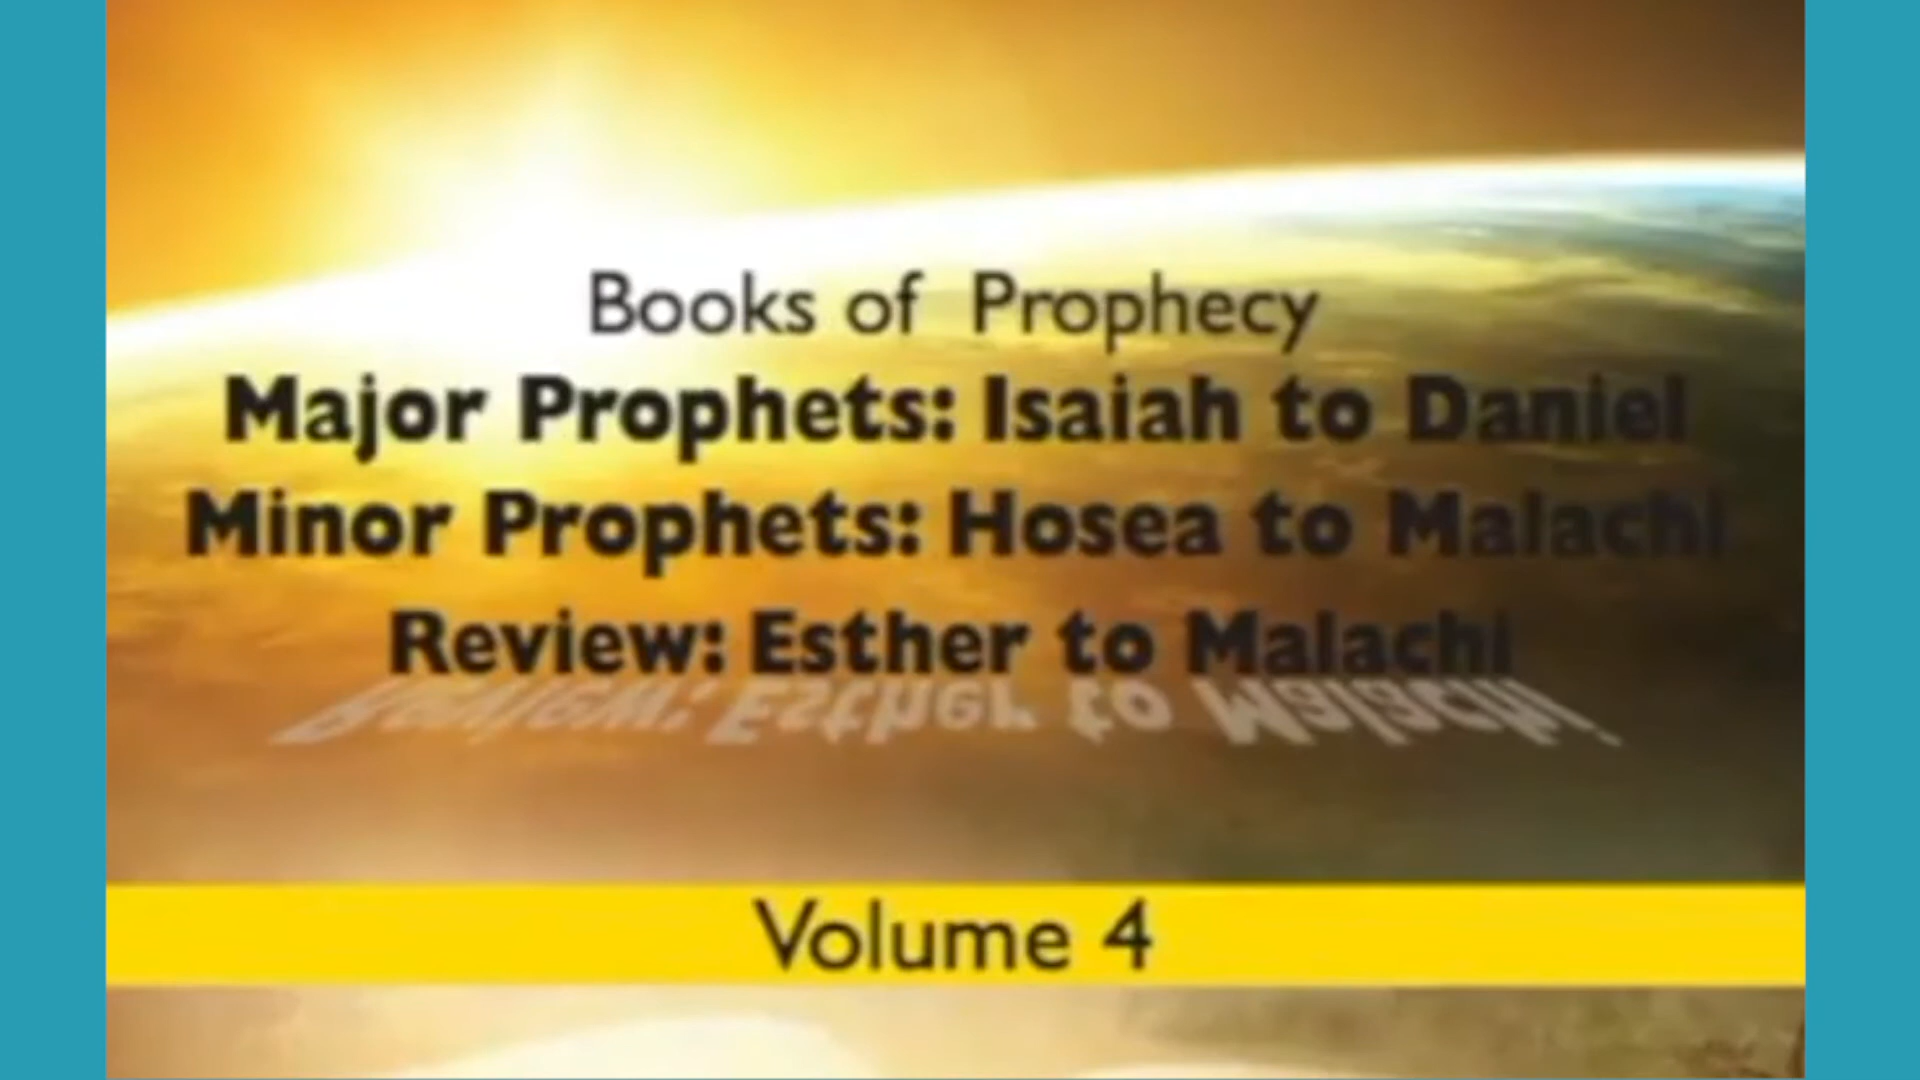 Books of Prophecy
Major Prophets: Isaiah to Daniel
Minor Prophets: Hosea to Malachi
Review: Esther to Malachi
Volume 4